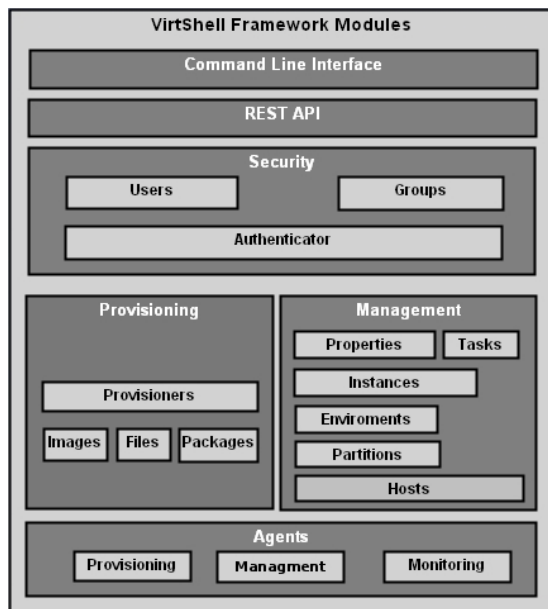 VirtShell Framework Modules
Command Line Interface
REST API
Security
Users
Groups
Authenticator
Provisioning
Provisioners
Images
Files
Packages
Management
Properties
Tasks
Instances
Enviroments
Partitions
Hosts
Agents
Provisioning
Managment
Monitoring